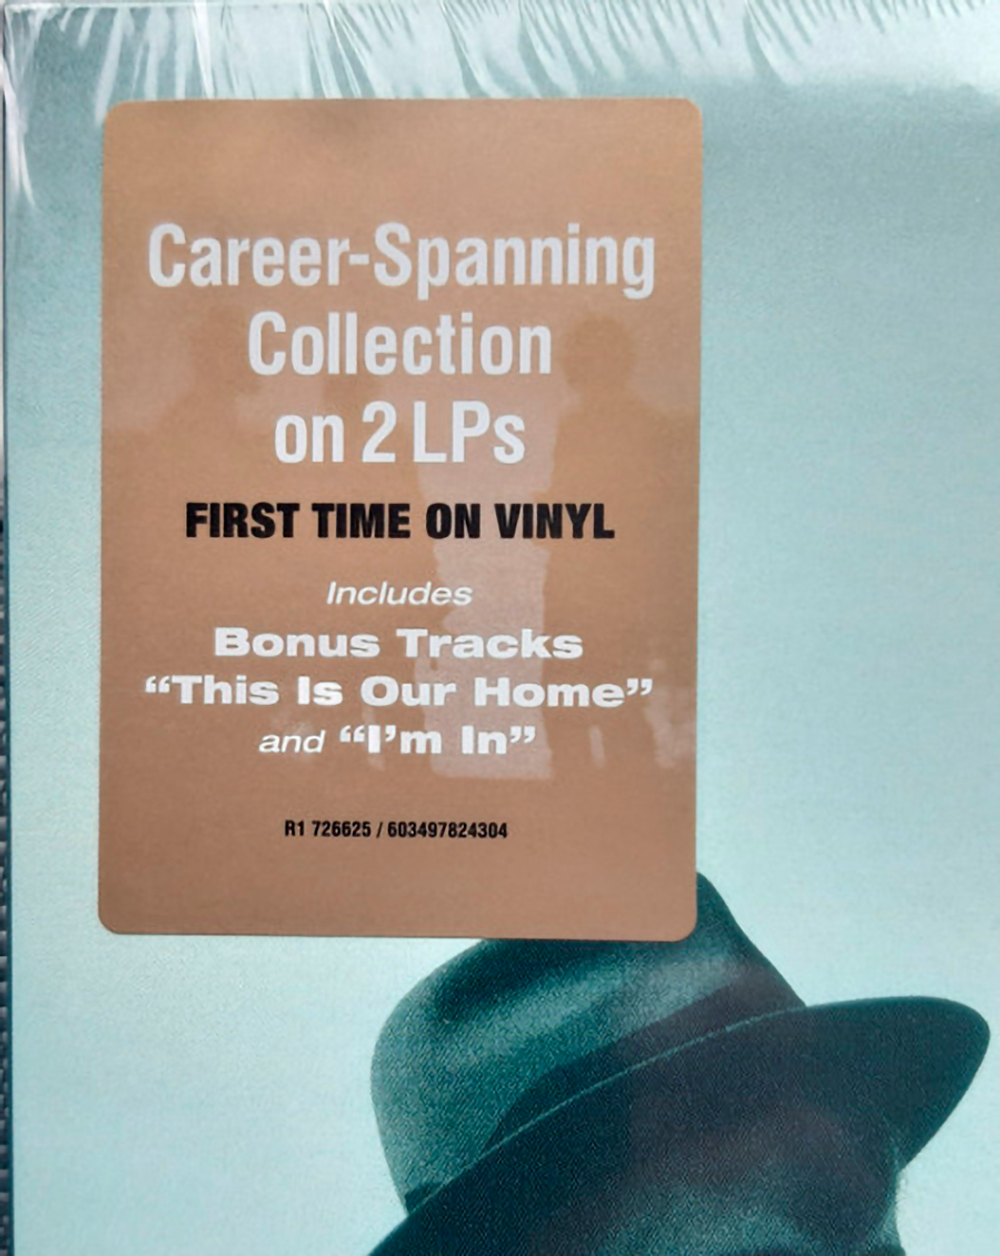 Career-Spanning
Collection
on 2 LPs
FIRST TIME ON VINYL
Includes
Bonus Tracks
“This Is Our Home”
and “I’m In”
R1 726625 / 603497824304